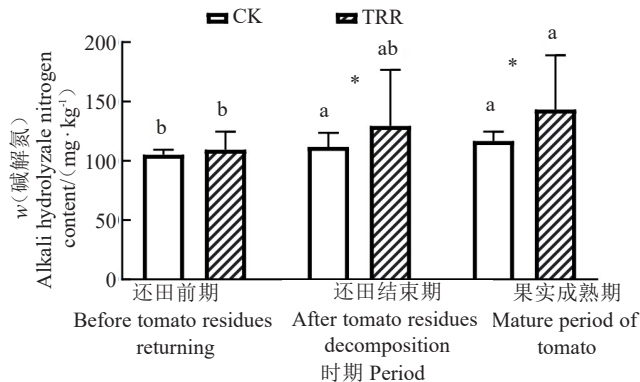 CK TRR
w(碱解氮)
Alkali hydrolyzale nitrogen
content/(mg·kg-1)
200
150
100
50
0
b b a * ab a * a
还田前期 还田结束期 果实成熟期
Before tomato residues returning
After tomato residues decomposition
Mature period of tomato
时期 Period